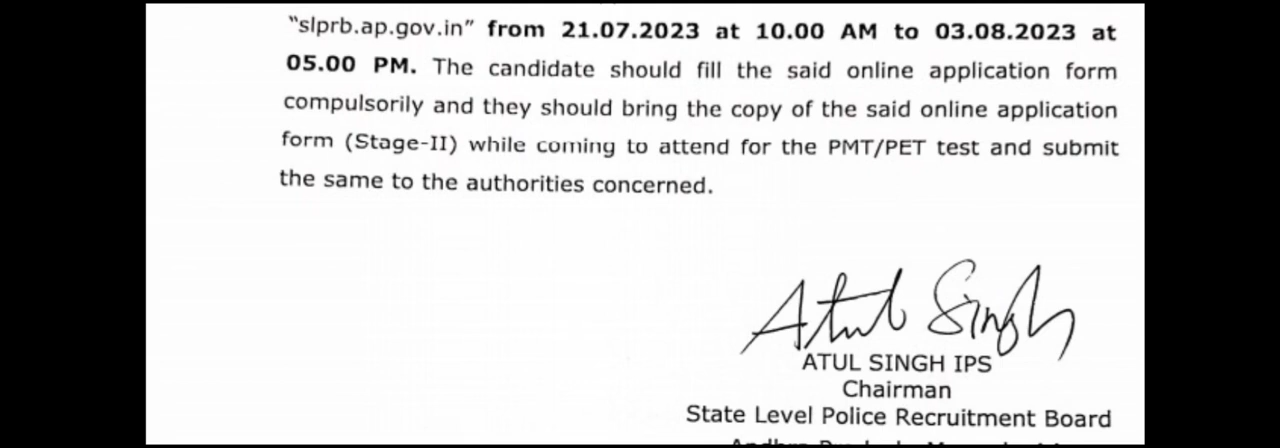 “slprb.ap.gov.in” from 21.07.2023 at 10.00 AM to 03.08.2023 at
05.00 PM. The candidate should fill the said online application form
compulsorily and they should bring the copy of the said online application
form (Stage-II) while coming to attend for the PMT/PET test and submit
the same to the authorities concerned.
Atul Singh
ATUL SINGH IPS
Chairman
State Level Police Recruitment Board